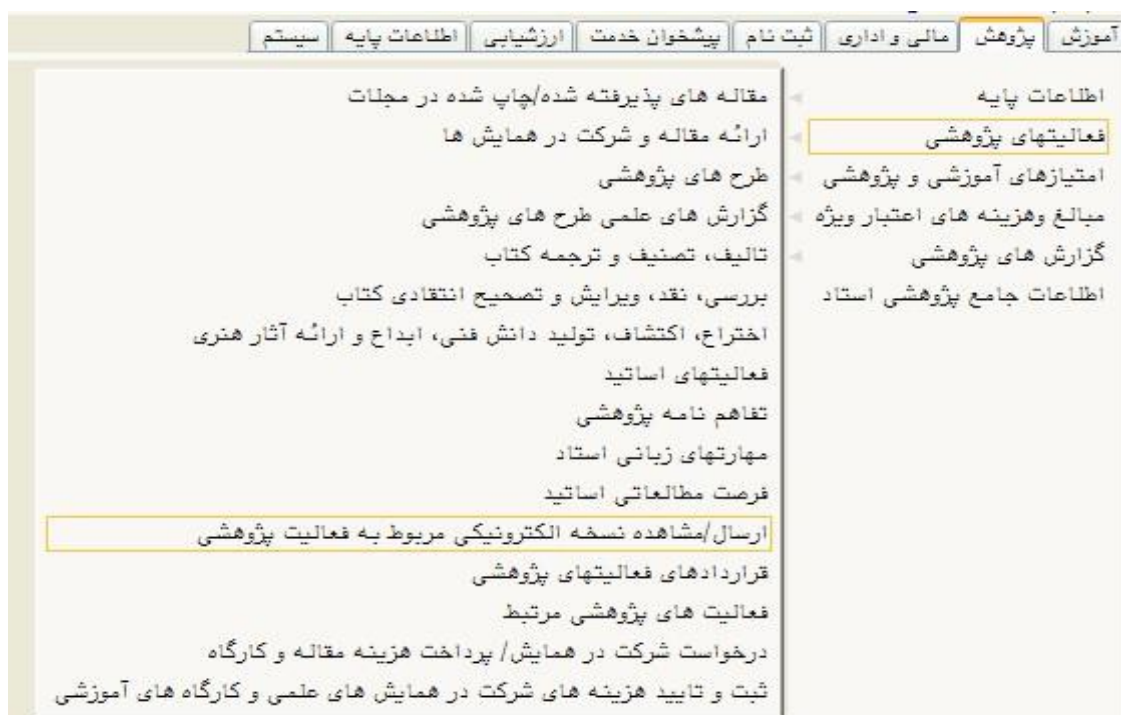 آموزش پژوهش مالی و اداری ثبت نام پیشخوان خدمت ارزشیابی اطلاعات پایه سیستم
اطلاعات پایه
فعالیتهای پژوهشی
امتیازهای آموزشی و پژوهشی
مبالغ وهزینه های اعتبار ویژه
گزارش های پژوهشی
اطلاعات جامع پژوهشی استاد
مقاله های پذیرفته شده/چاپ شده در مجلات
ارائه مقاله و شرکت در همایش ها
طرح های پژوهشی
گزارش های علمی طرح های پژوهشی
تالیف، تصنیف و ترجمه کتاب
بررسی، نقد، ویرایش و تصحیح انتقادی کتاب
اختراع، اکتشاف، تولید دانش فنی، ابداع و ارائه آثار هنری
فعالیتهای اساتید
تفاهم نامه پژوهشی
مهارتهای زبانی استاد
فرصت مطالعاتی اساتید
ارسال/مشاهده نسخه الکترونیکی مربوط به فعالیت پژوهشی
قراردادهای فعالیتهای پژوهشی
فعالیت های پژوهشی مرتبط
درخواست شرکت در همایش/ پرداخت هزینه مقاله و کارگاه
ثبت و تایید هزینه های شرکت در همایش های علمی و کارگاه های آموزشی